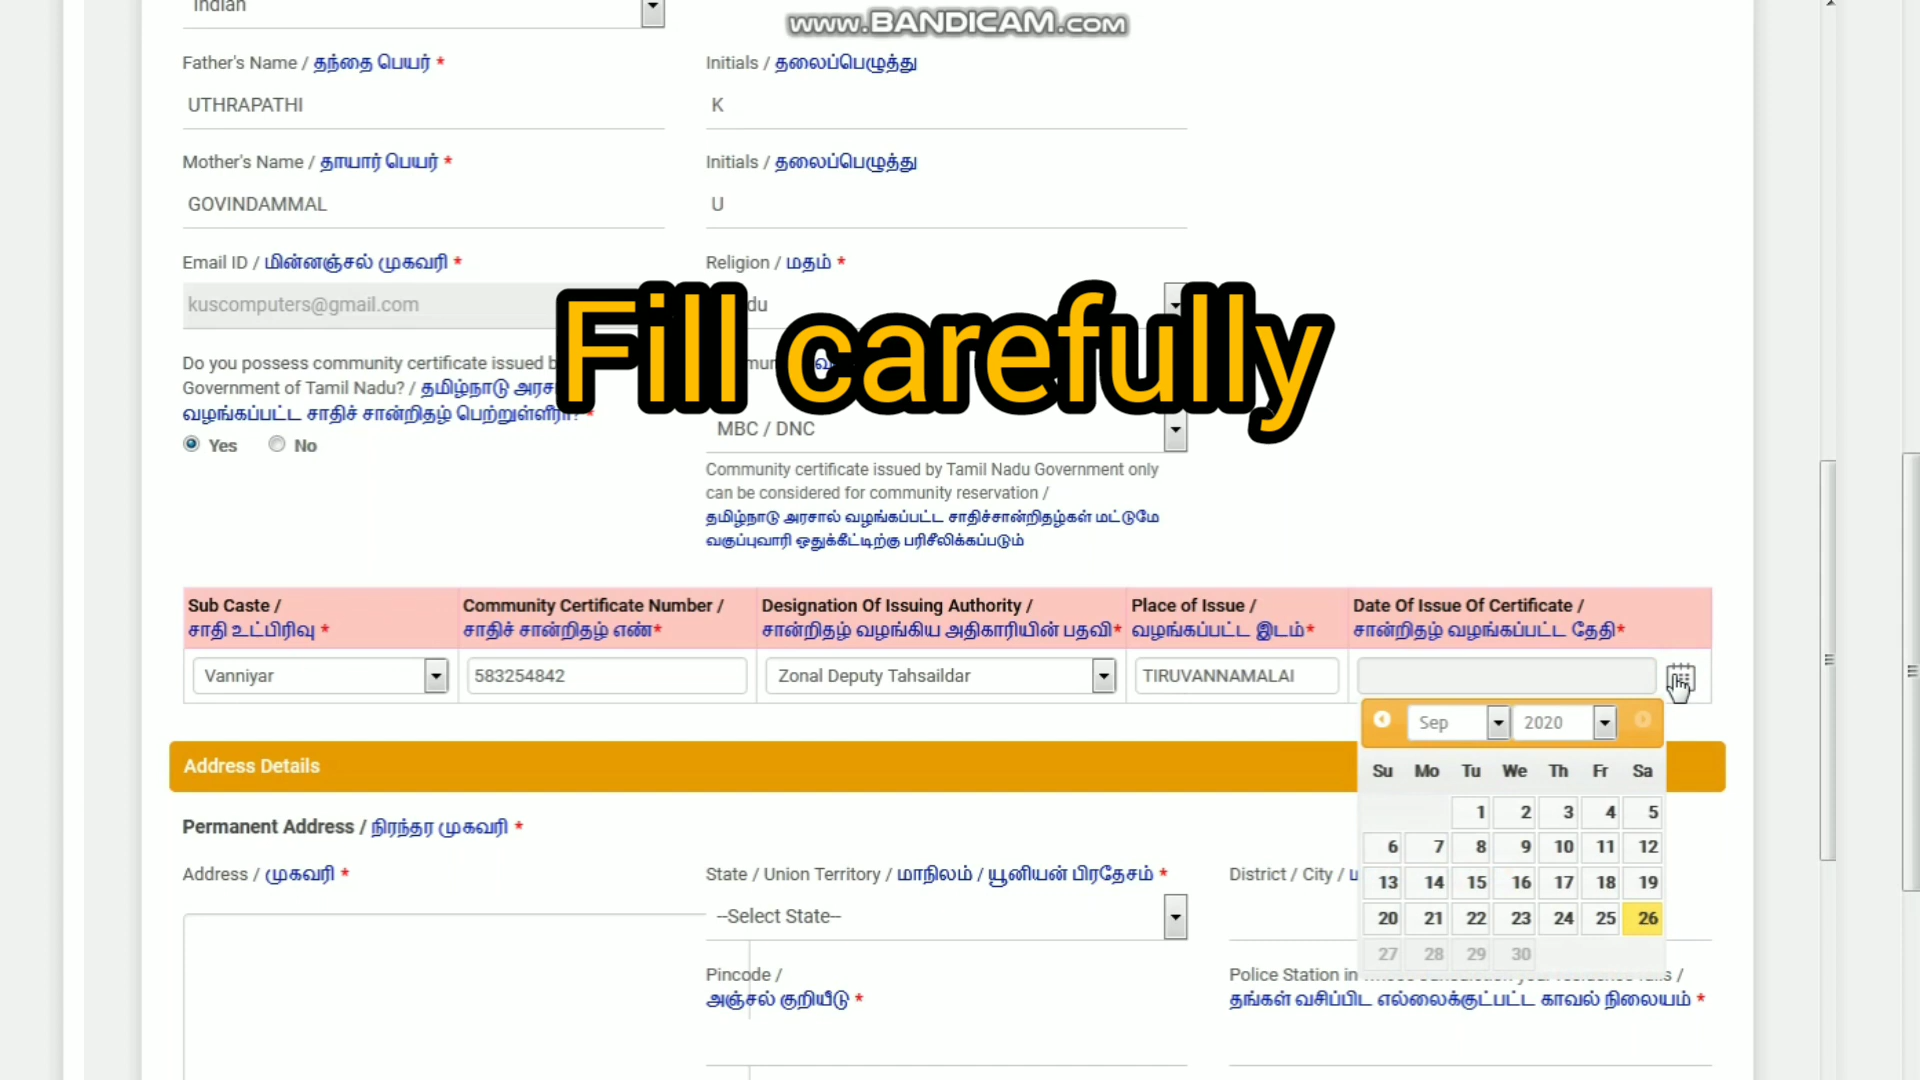 Indian
www.BANDICAM.com
Father's Name / தந்தை பெயர் *
Initials / தலைப்பெழுத்து
UTHRAPATHI
K
Mother's Name / தாயார் பெயர் *
Initials / தலைப்பெழுத்து
GOVINDAMMAL
U
Email ID / மின்னஞ்சல் முகவரி *
Religion / மதம் *
kuscomputers@gmail.com
Fill carefully
Do you possess community certificate issued
Government of Tamil Nadu? / தமிழ்நாடு
வழங்கப்பட்ட சாதிச் சான்றிதழ் பெற்றுள்ளீரா? *
Yes
No
MBC / DNC
Community certificate issued by Tamil Nadu Government only
can be considered for community reservation /
தமிழ்நாடு அரசால் வழங்கப்பட்ட சாதிச்சான்றிதழ்கள் மட்டுமே
வகுப்புவாரி ஒதுக்கீட்டிற்கு பரிசீலிக்கப்படும்
Sub Caste /
சாதி உட்பிரிவு *
Community Certificate Number /
சாதிச் சான்றிதழ் எண்*
Designation Of Issuing Authority /
சான்றிதழ் வழங்கிய அதிகாரியின் பதவி*
Place of Issue /
வழங்கப்பட்ட இடம்*
Date Of Issue Of Certificate /
சான்றிதழ் வழங்கப்பட்ட தேதி*
Vanniyar
583254842
Zonal Deputy Tahsaildar
TIRUVANNAMALAI
Sep 2020
Su Mo Tu We Th Fr Sa
1 2 3 4 5
6 7 8 9 10 11 12
13 14 15 16 17 18 19
20 21 22 23 24 25 26
27 28 29 30
Address Details
Permanent Address / நிரந்தர முகவரி *
Address / முகவரி *
State / Union Territory / மாநிலம் / யூனியன் பிரதேசம் *
District / City /
--Select State--
Pincode /
அஞ்சல் குறியீடு *
Police Station in
தங்கள் வசிப்பிட எல்லைக்குட்பட்ட காவல் நிலையம் *